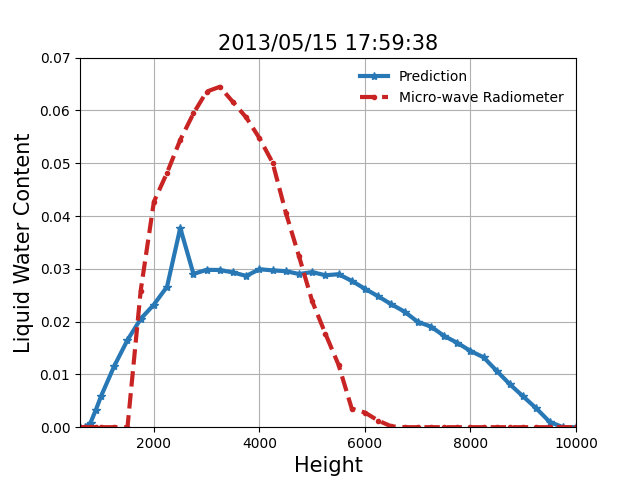 2013/05/15 17:59:38
0.07
0.06
0.05
0.04
0.03
0.02
0.01
0.00
Liquid Water Content
Prediction
Micro-wave Radiometer
2000 4000 6000 8000 10000
Height